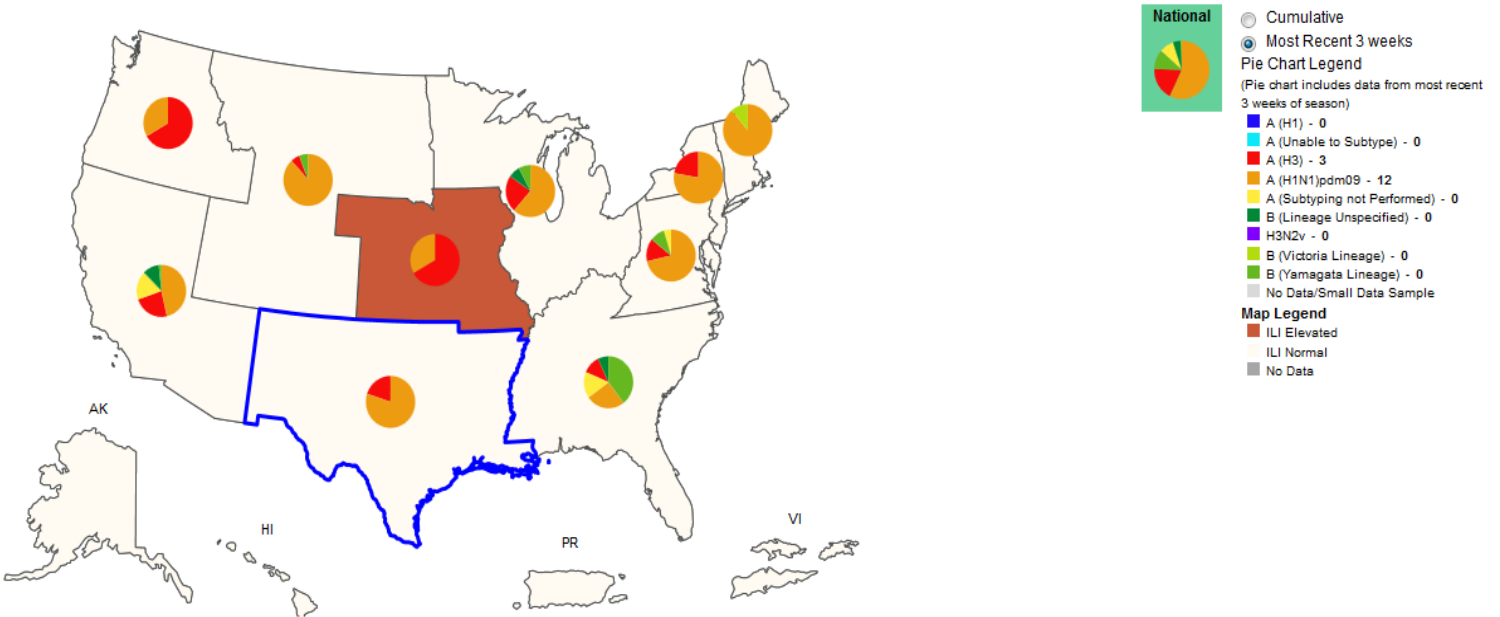 National
Cumulative
Most Recent 3 weeks
Pie Chart Legend
(Pie chart includes data from most recent
3 weeks of season)
A (H1) - 0
A (Unable to Subtype) - 0
A (H3) - 3
A (H1N1)pdm09 - 12
A (Subtyping not Performed) - 0
B (Lineage Unspecified) - 0
H3N2v - 0
B (Victoria Lineage) - 0
B (Yamagata Lineage) - 0
No Data/Small Data Sample
Map Legend
ILI Elevated
ILI Normal
No Data
AK
HI
PR
VI